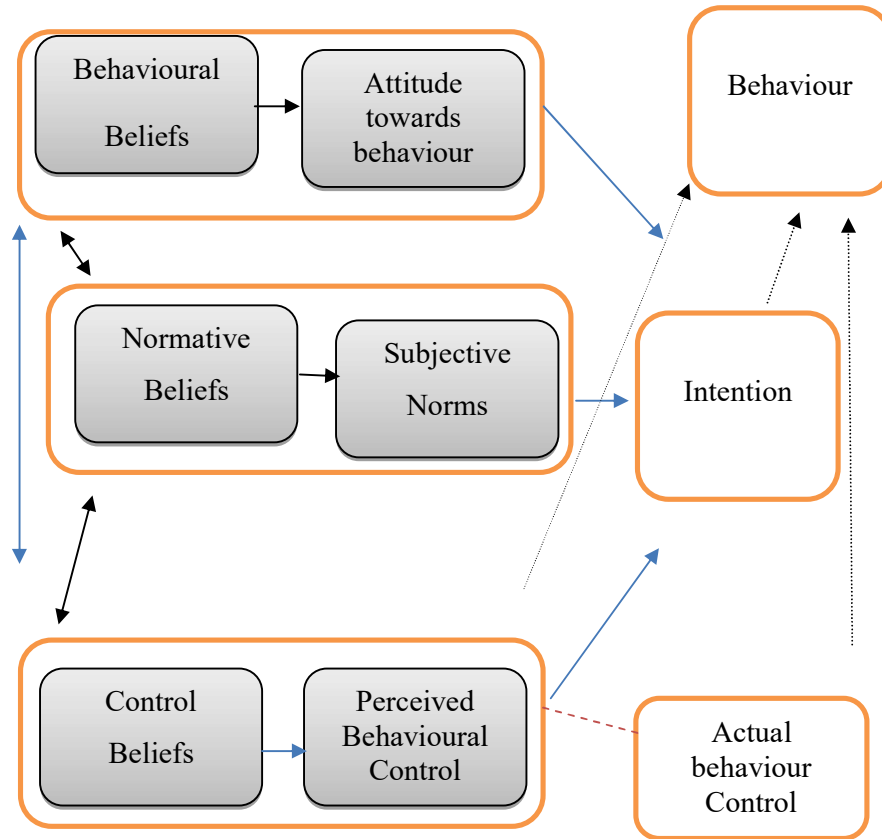 Behavioural
Beliefs
Attitude
towards
behaviour
Behaviour
Normative
Beliefs
Subjective
Norms
Intention
Control
Beliefs
Perceived
Behavioural
Control
Actual
behaviour
Control